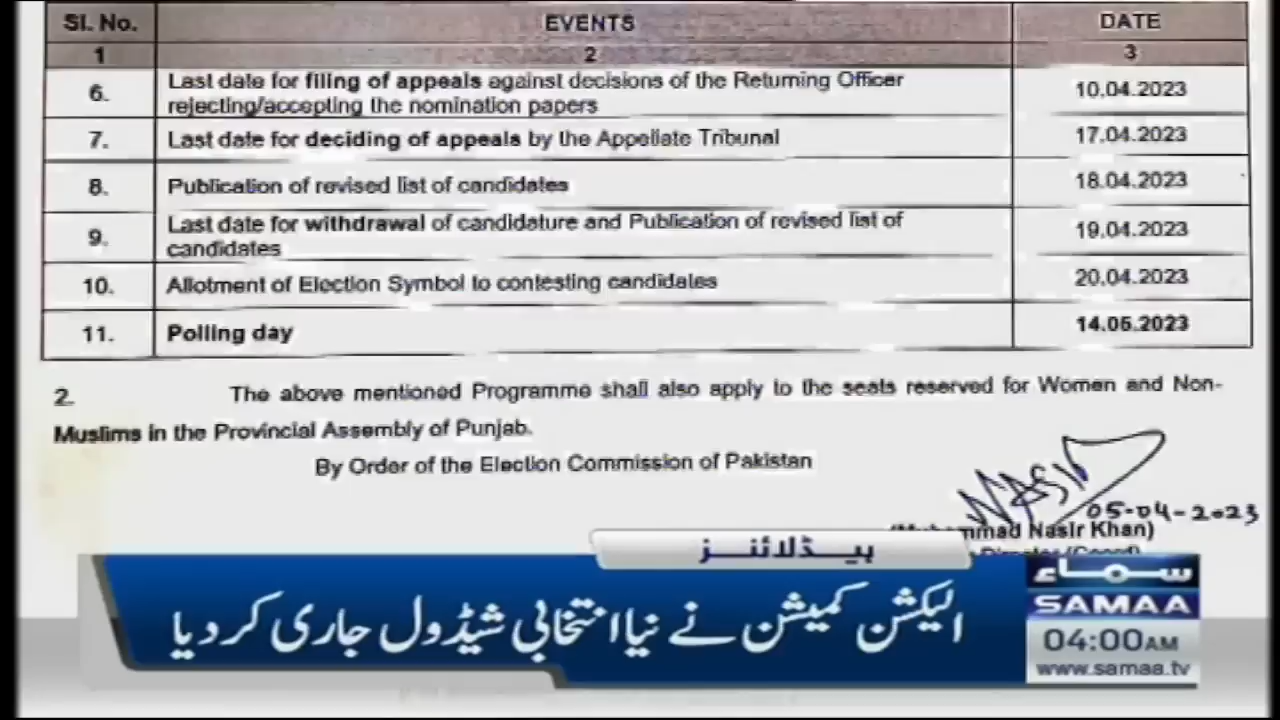 Sl. No. EVENTS DATE
1 2 3
6. Last date for filing of appeals against decisions of the Returning Officer 10.04.2023
rejecting/accepting the nomination papers
7. Last date for deciding of appeals by the Appellate Tribunal 17.04.2023
8. Publication of revised list of candidates 18.04.2023
9. Last date for withdrawal of candidature and Publication of revised list of 19.04.2023
candidates
10. Allotment of Election Symbol to contesting candidates 20.04.2023
11. Polling day 14.05.2023
2. The above mentioned Programme shall also apply to the seats reserved for Women and Non-
Muslims in the Provincial Assembly of Punjab.
By Order of the Election Commission of Pakistan
NASIR
05-04-2023
(Muhammad Nasir Khan)
Director (Coord)
ہیڈلائنز
الیکشن کمیشن نے نیا انتخابی شیڈول جاری کر دیا
سماء
SAMAA
04:00AM
www.samaa.tv